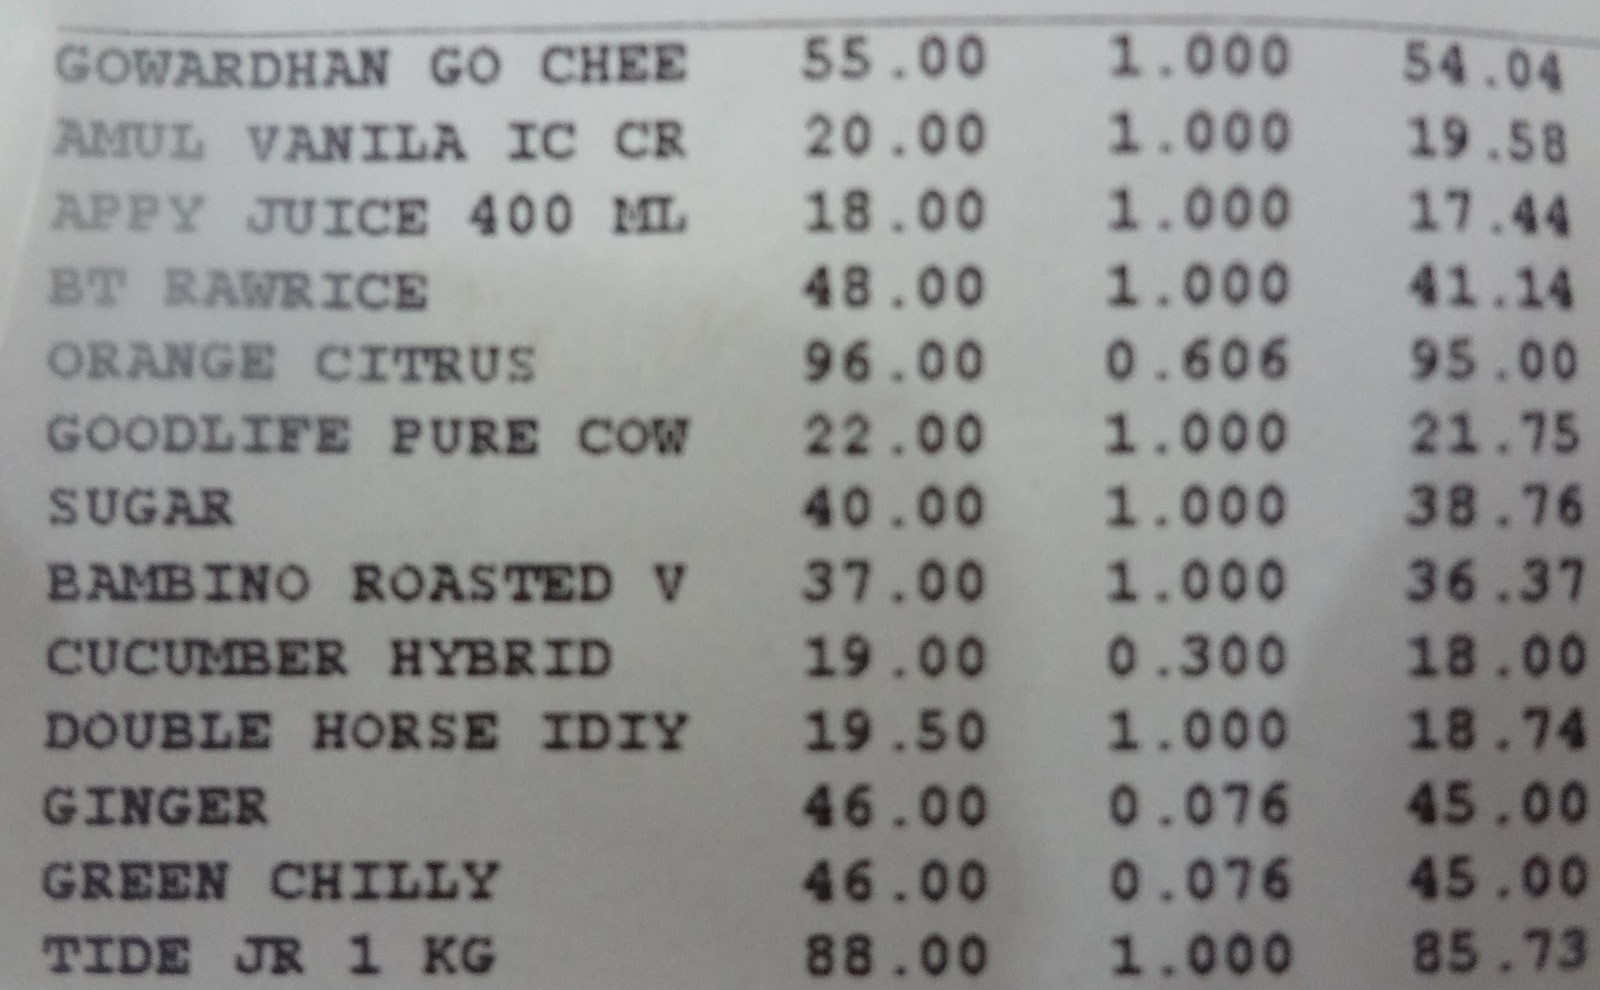 GOWARDHAN GO CHEE 55.00 1.000 54.04
AMUL VANILA IC CR 20.00 1.000 19.58
APPY JUICE 400 ML 18.00 1.000 17.44
BT RAWRICE 48.00 1.000 41.14
ORANGE CITRUS 96.00 0.606 95.00
GOODLIFE PURE COW 22.00 1.000 21.75
SUGAR 40.00 1.000 38.76
BAMBINO ROASTED V 37.00 1.000 36.37
CUCUMBER HYBRID 19.00 0.300 18.00
DOUBLE HORSE IDIY 19.50 1.000 18.74
GINGER 46.00 0.076 45.00
GREEN CHILLY 46.00 0.076 45.00
TIDE JR 1 KG 88.00 1.000 85.73